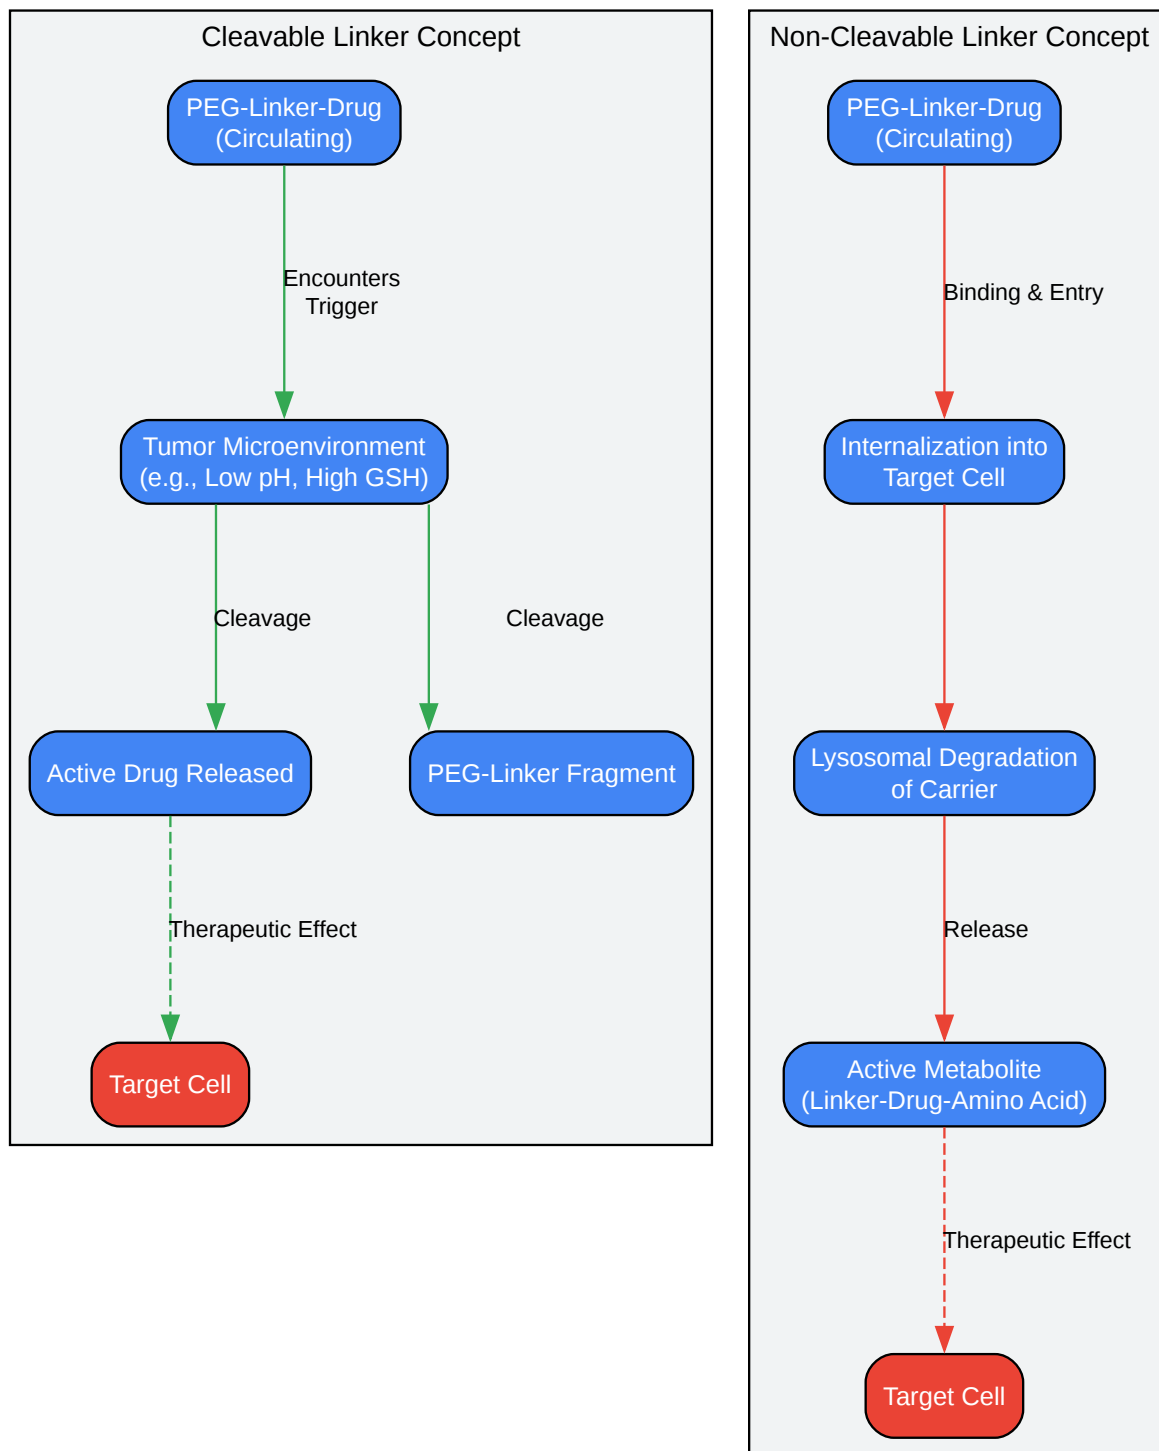 Cleavable Linker Concept
PEG-Linker-Drug
(Circulating)
Encounters
Trigger
Tumor Microenvironment
(e.g., Low pH, High GSH)
Cleavage
Cleavage
Active Drug Released
PEG-Linker Fragment
Therapeutic Effect
Target Cell
Non-Cleavable Linker Concept
PEG-Linker-Drug
(Circulating)
Binding & Entry
Internalization into
Target Cell
Lysosomal Degradation
of Carrier
Release
Active Metabolite
(Linker-Drug-Amino Acid)
Therapeutic Effect
Target Cell